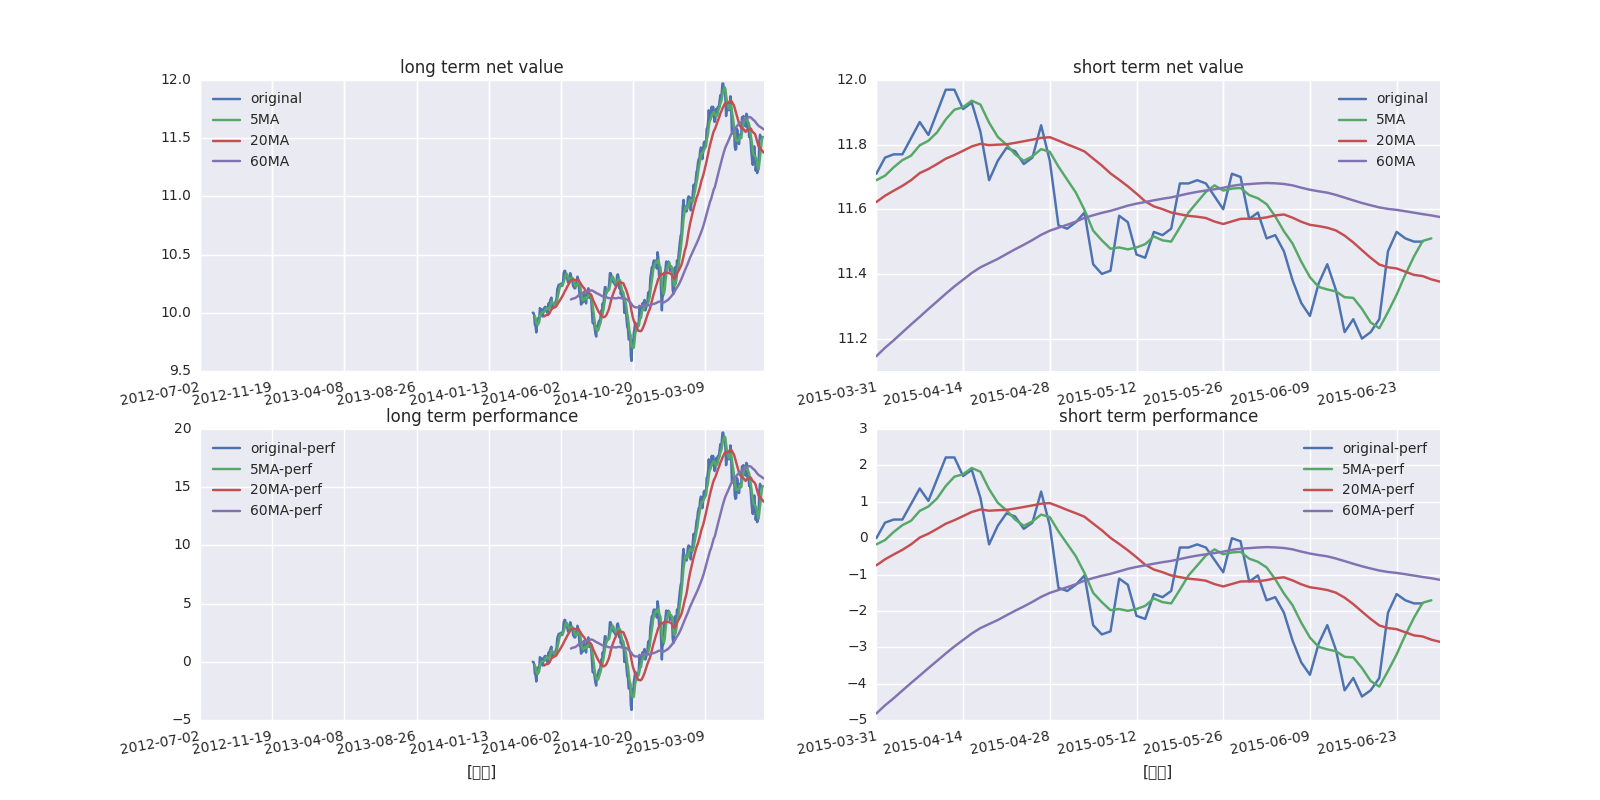 long term net value
12.0
11.5
11.0
10.5
10.0
9.5
original
5MA
20MA
60MA
2012-07-02
2012-11-19
2013-04-08
2013-08-26
2014-01-13
2014-06-02
2014-10-20
2015-03-09
short term net value
12.0
11.8
11.6
11.4
11.2
original
5MA
20MA
60MA
2015-03-31
2015-04-14
2015-04-28
2015-05-12
2015-05-26
2015-06-09
2015-06-23
long term performance
20
15
10
5
0
−5
original-perf
5MA-perf
20MA-perf
60MA-perf
2012-07-02
2012-11-19
2013-04-08
2013-08-26
2014-01-13
2014-06-02
2014-10-20
2015-03-09
short term performance
3
2
1
0
−1
−2
−3
−4
−5
original-perf
5MA-perf
20MA-perf
60MA-perf
2015-03-31
2015-04-14
2015-04-28
2015-05-12
2015-05-26
2015-06-09
2015-06-23